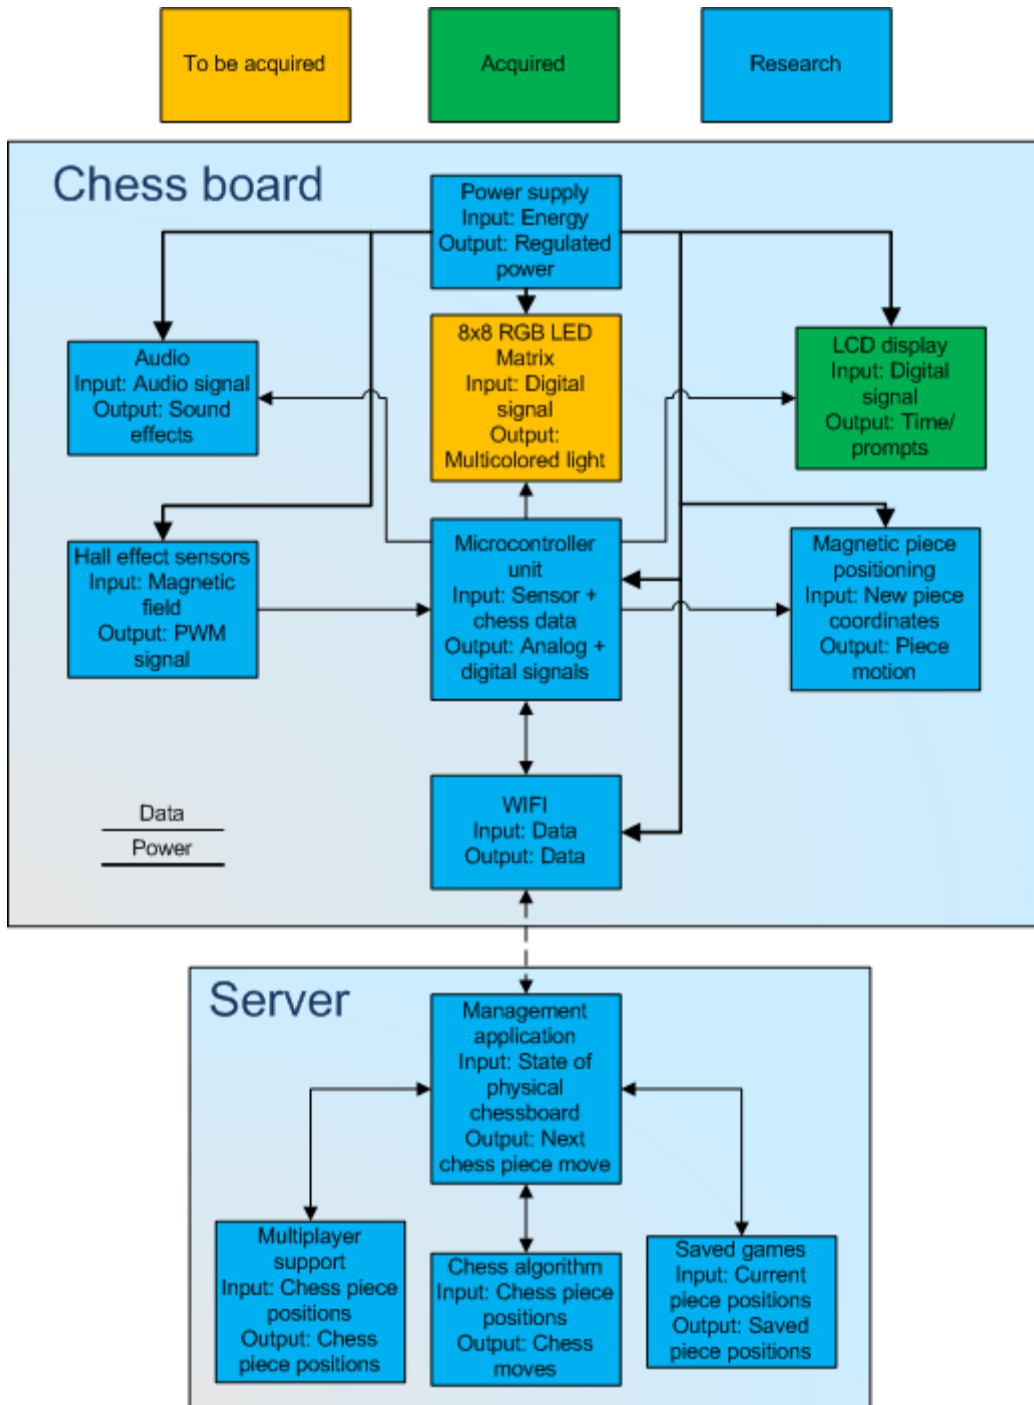 To be acquired
Acquired
Research
Chess board
Power supply
Input: Energy
Output: Regulated
power
Audio
Input: Audio signal
Output: Sound
effects
8x8 RGB LED
Matrix
Input: Digital
signal
Output:
Multicolored light
LCD display
Input: Digital
signal
Output: Time/
prompts
Hall effect sensors
Input: Magnetic
field
Output: PWM
signal
Microcontroller
unit
Input: Sensor +
chess data
Output: Analog +
digital signals
Magnetic piece
positioning
Input: New piece
coordinates
Output: Piece
motion
Data
Power
WIFI
Input: Data
Output: Data
Server
Management
application
Input: State of
physical
chessboard
Output: Next
chess piece move
Multiplayer
support
Input: Chess piece
positions
Output: Chess
piece positions
Chess algorithm
Input: Chess piece
positions
Output: Chess
moves
Saved games
Input: Current
piece positions
Output: Saved
piece positions